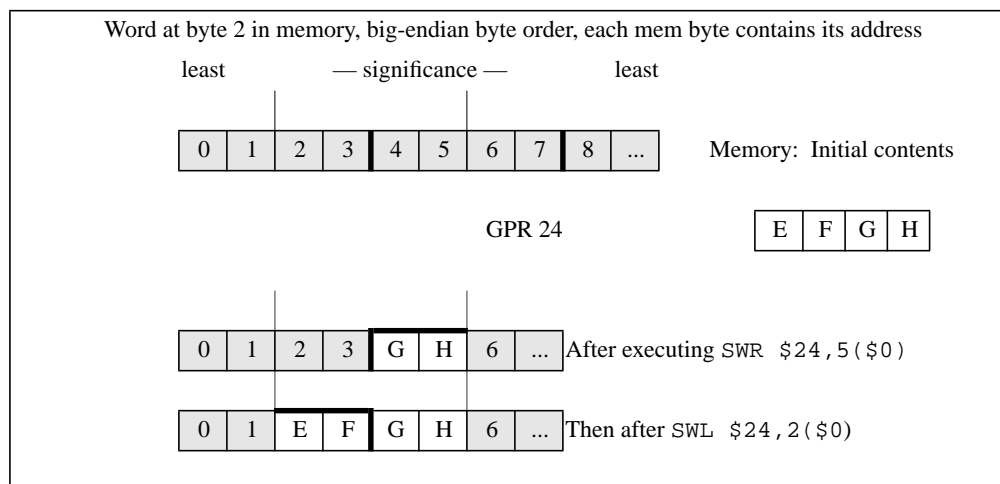 Word at byte 2 in memory, big-endian byte order, each mem byte contains its address
least — significance — least
0 1 2 3 4 5 6 7 8 ... Memory: Initial contents
GPR 24 E F G H
0 1 2 3 G H 6 ... After executing SWR $24,5($0)
0 1 E F G H 6 ... Then after SWL $24,2($0)